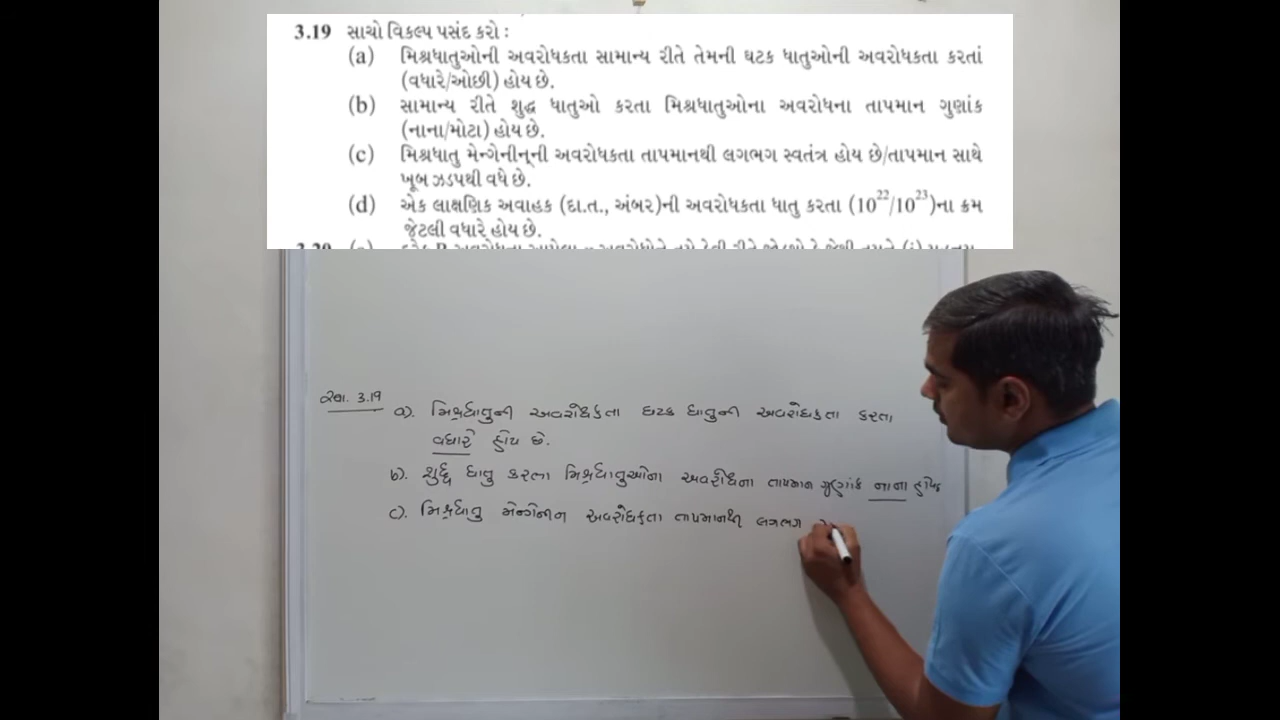 3.19 સાચો વિકલ્પ પસંદ કરો :
(a) મિશ્રધાતુઓની અવરોધકતા સામાન્ય રીતે તેમની ઘટક ધાતુઓની અવરોધકતા કરતાં
(વધારે/ઓછી) હોય છે.
(b) સામાન્ય રીતે શુદ્ધ ધાતુઓ કરતા મિશ્રધાતુઓના અવરોધના તાપમાન ગુણાંક
(નાના/મોટા) હોય છે.
(c) મિશ્રધાતુ મેન્ગેનીનની અવરોધકતા તાપમાનથી લગભગ સ્વતંત્ર હોય છે/તાપમાન સાથે
ખૂબ ઝડપથી વધે છે.
(d) એક લાક્ષણિક અવાહક (દા.ત., અંબર)ની અવરોધકતા ધાતુ કરતા (10²²/10²³)ના ક્રમ
જેટલી વધારે હોય છે.
સ્વા. 3.19
a). મિશ્રધાતુની અવરોધકતા ઘટક ધાતુની અવરોધકતા કરતા
વધારે હોય છે.
b). શુદ્ધ ધાતુ કરતા મિશ્રધાતુઓના અવરોધના તાપમાન ગુણાંક નાના
c). મિશ્રધાતુ મેન્ગેનીન અવરોધકતા તાપમાનથી લગભગ